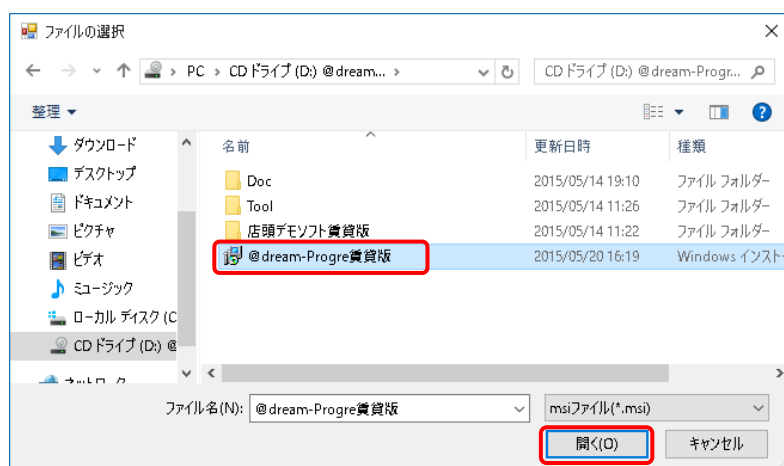 ファイルの選択
PC › CDドライブ (D:) @dream... ›
CDドライブ (D:) @dream-Progr...
整理
名前 更新日時 種類
ダウンロード
デスクトップ
ドキュメント
ピクチャ
ビデオ
ミュージック
ローカル ディスク (C
CDドライブ (D:) @
Doc 2015/05/14 19:10 ファイル フォルダー
Tool 2015/05/14 11:26 ファイル フォルダー
店頭デモソフト賃貸版 2015/05/14 11:22 ファイル フォルダー
@dream-Progre賃貸版 2015/05/20 16:19 Windows インスト
ファイル名(N): @dream-Progre賃貸版 msiファイル(*.msi)
開く(O) キャンセル